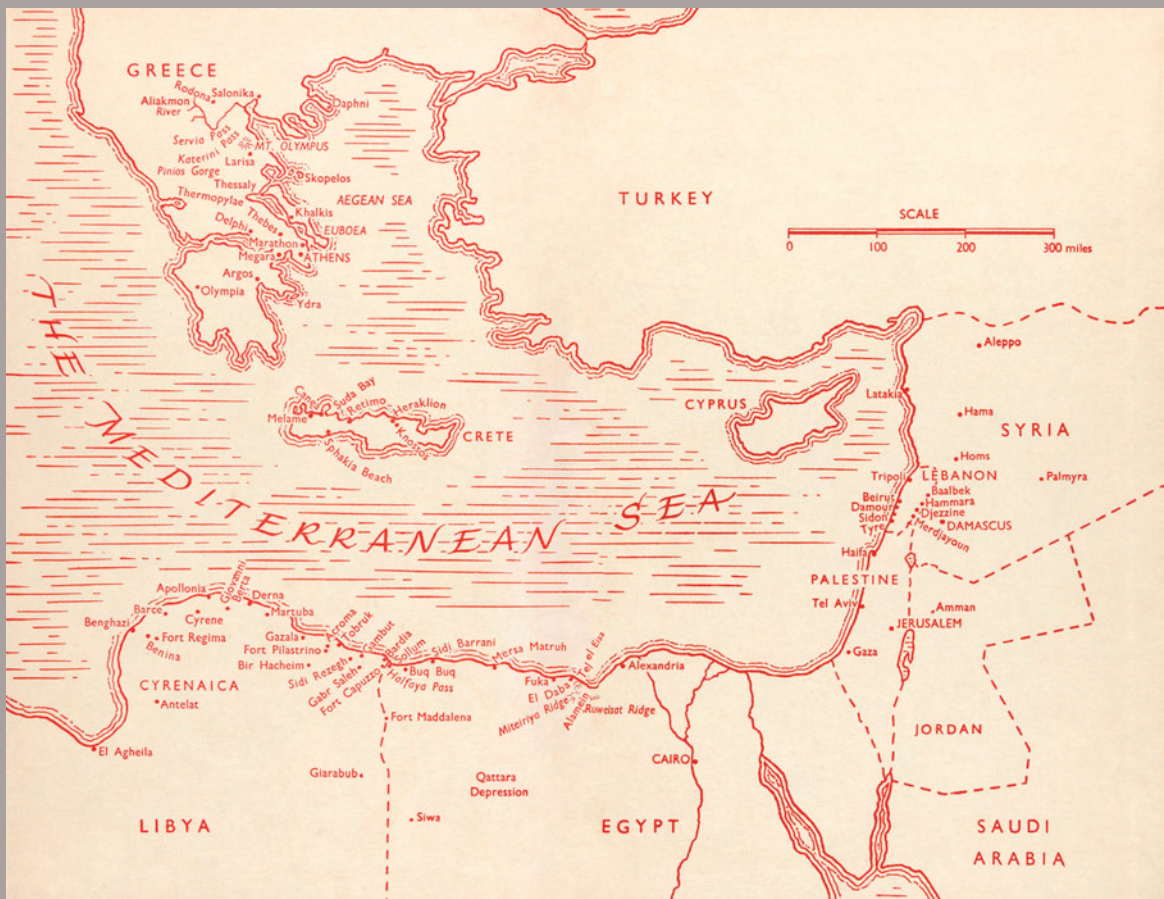 GREECE
Rodona
Salonika
Aliakmon
River
Daphni
Servia Pass
Katerini Pass
MT. OLYMPUS
Larisa
Pinios Gorge
Thessaly
Skopelos
Thermopylae
AEGEAN SEA
Khalkis
Delphi
Thebes
EUBOEA
Marathon
Megara
ATHENS
Argos
Olympia
Ydra
TURKEY
SCALE
0 100 200 300 miles
THE MEDITERRANEAN SEA
Canea
Suda Bay
Retimo
Heraklion
Melame
Knossos
CRETE
Sphakia Beach
CYPRUS
Aleppo
Latakia
Hama
SYRIA
Homs
Tripoli
LEBANON
Palmyra
Baalbek
Beirut
Hammara
Damour
Djezzine
Sidon
DAMASCUS
Tyre
Merdjayoun
Haifa
PALESTINE
Tel Aviv
Amman
JERUSALEM
Gaza
JORDAN
SAUDI
ARABIA
Apollonia
Giovanni
Berta
Derna
Barce
Cyrene
Martuba
Benghazi
Fort Regima
Benina
Gazala
Acroma
Tobruk
Fort Pilastrino
Gambut
Bardia
Sollum
Sidi Barrani
Mersa Matruh
Bir Hacheim
Sidi Rezegh
Gabr Saleh
Fort Capuzzo
Halfaya Pass
Buq Buq
Tel el Eisa
Alexandria
Fuka
El Daba
Miteiriya Ridge
Alamein
Ruweisat Ridge
CYRENAICA
Antelat
El Agheila
Fort Maddalena
Giarabub
Qattara
Depression
CAIRO
Siwa
LIBYA
EGYPT